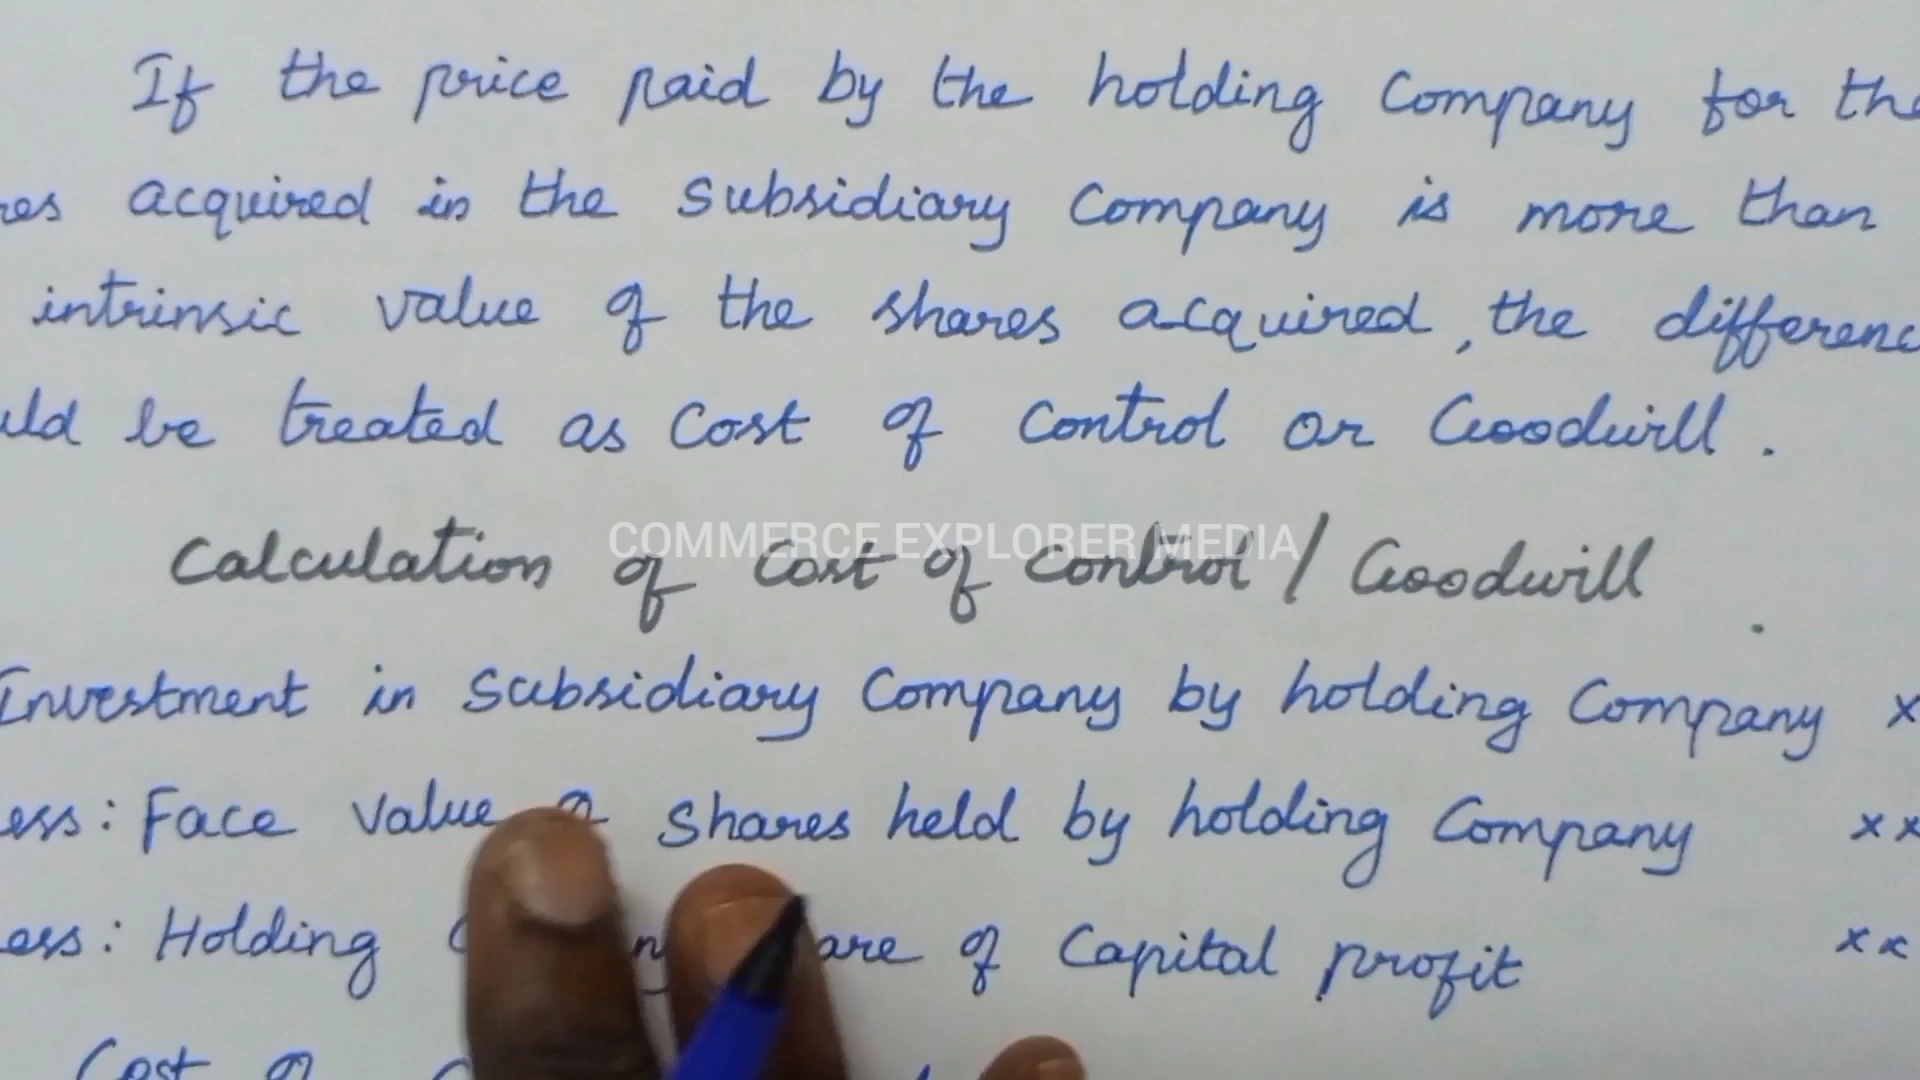 If the price paid by the holding Company for the
acquired in the Subsidiary Company is more than
intrinsic value of the shares acquired, the differenc
be treated as Cost of Control or Goodwill.
COMMERCE EXPLORER MEDIA
Calculation of Cost of Control / Goodwill
Investment in Subsidiary Company by holding Company x
ess: Face Value of Shares held by holding Company xx
ess: Holding are of Capital profit xx
Cost of